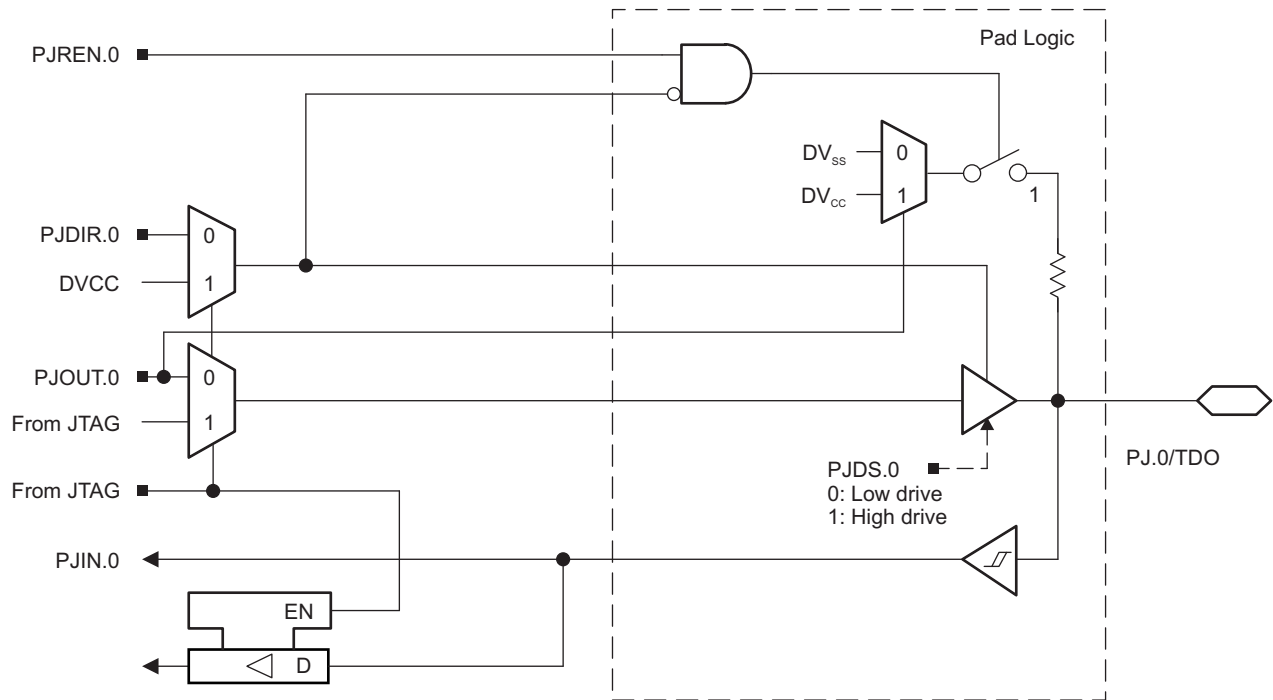 Pad Logic
PJREN.0
DVSS
0
DVCC
1
1
PJDIR.0
0
DVCC
1
PJOUT.0
0
From JTAG
1
PJ.0/TDO
PJDS.0
0: Low drive
1: High drive
From JTAG
PJIN.0
EN
D